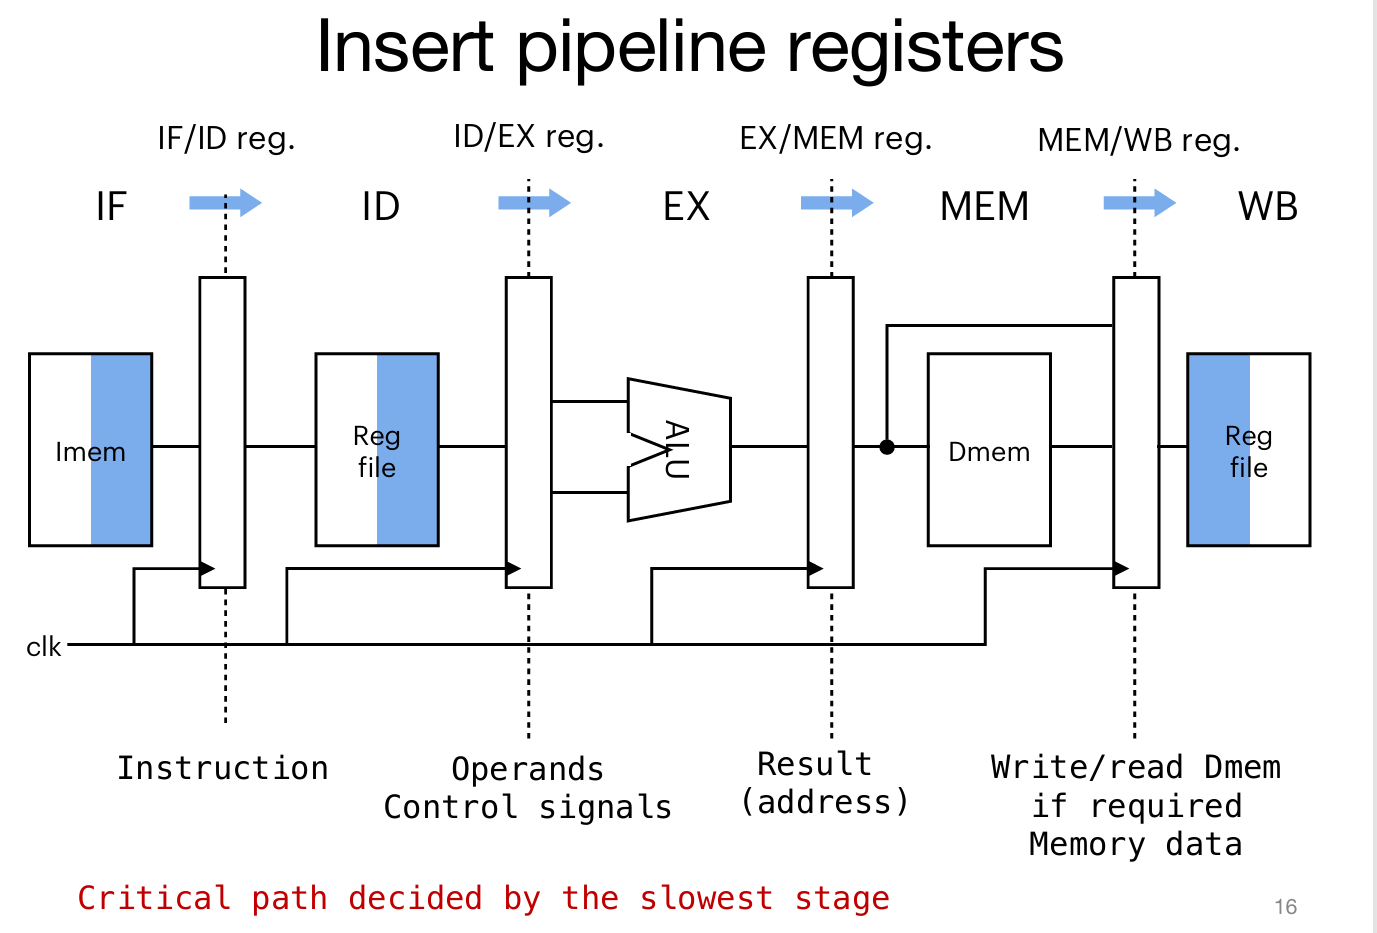 Insert pipeline registers
IF/ID reg.
ID/EX reg.
EX/MEM reg.
MEM/WB reg.
IF
ID
EX
MEM
WB
Imem
Reg
file
ALU
Dmem
Reg
file
clk
Instruction
Operands
Control signals
Result
(address)
Write/read Dmem
if required
Memory data
Critical path decided by the slowest stage
16